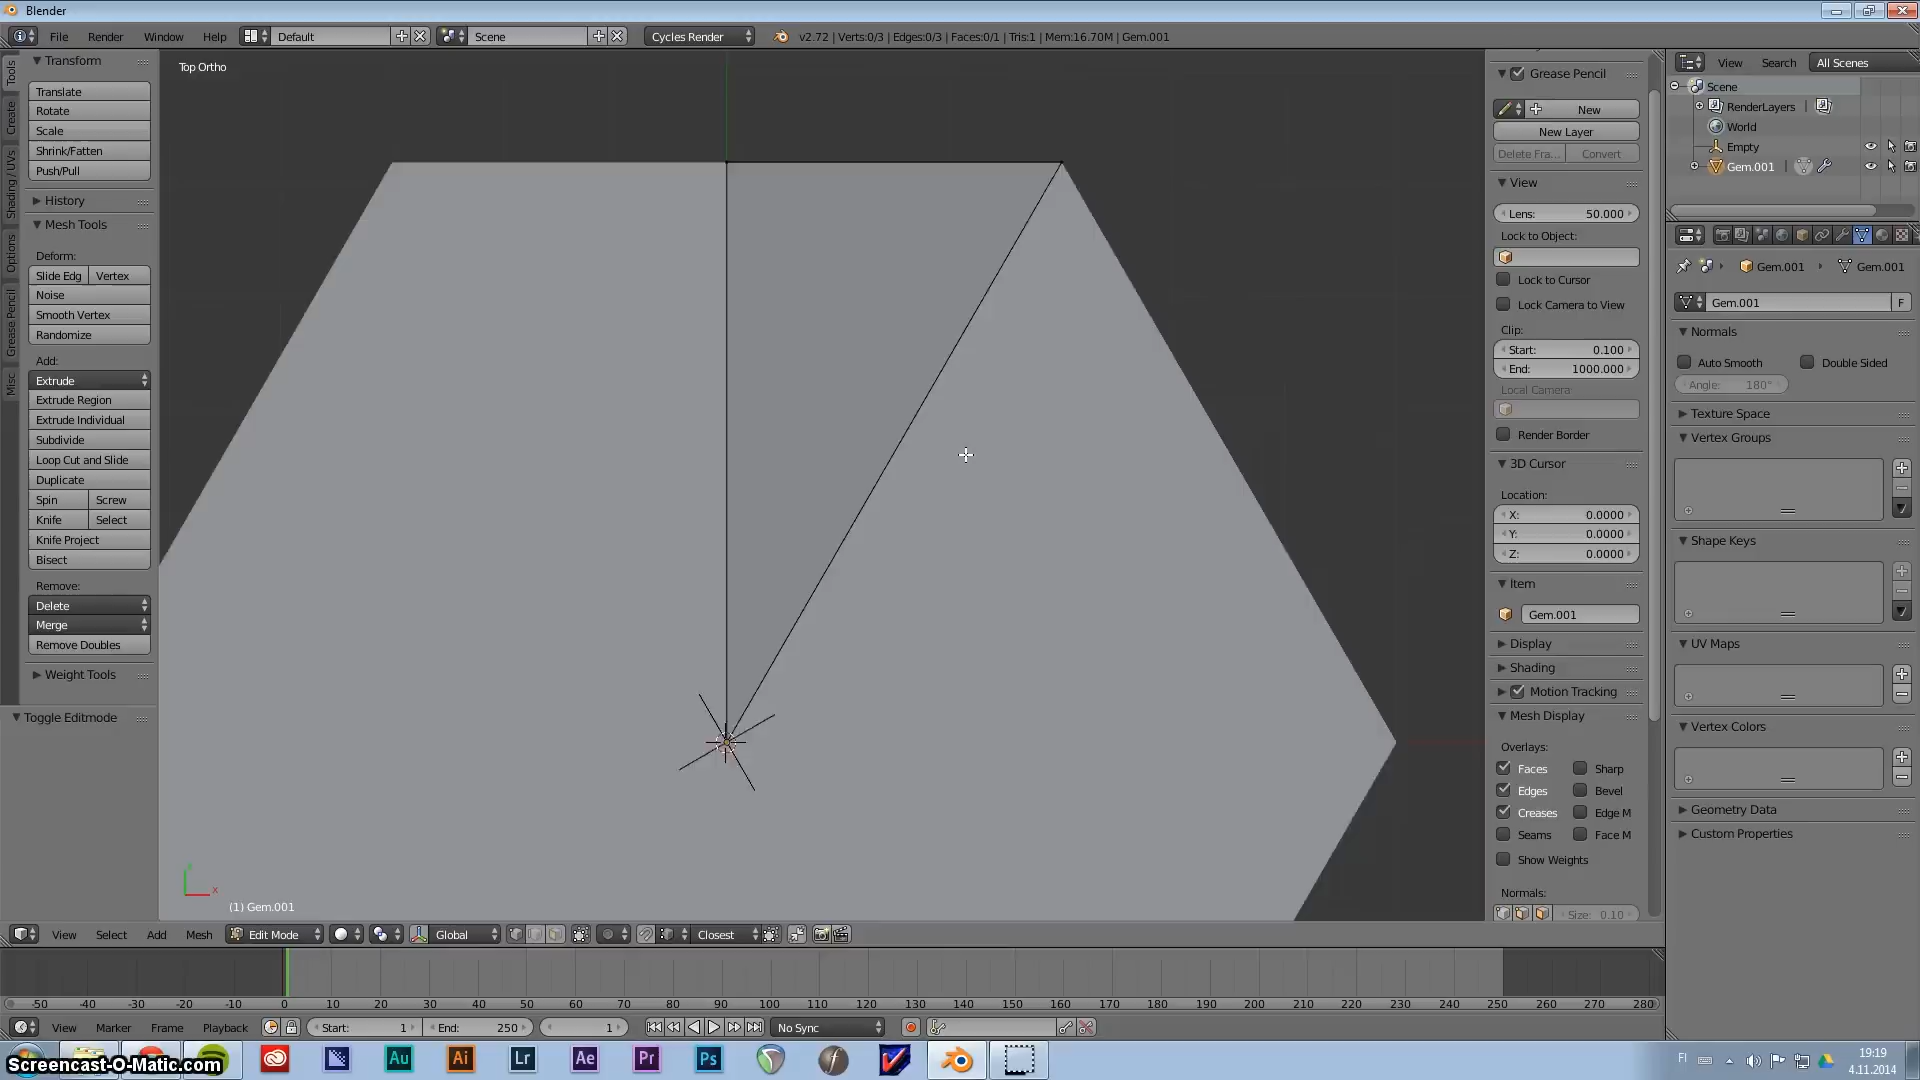 Blender
File Render Window Help Default Scene Cycles Render v2.72 | Verts:0/3 | Edges:0/3 | Faces:0/1 | Tris:1 | Mem:16.70M | Gem.001
Tools
Create
Shading / UVs
Options
Grease Pencil
Misc
Transform
Translate
Rotate
Scale
Shrink/Fatten
Push/Pull
History
Mesh Tools
Deform:
Slide Edg Vertex
Noise
Smooth Vertex
Randomize
Add:
Extrude
Extrude Region
Extrude Individual
Subdivide
Loop Cut and Slide
Duplicate
Spin Screw
Knife Select
Knife Project
Bisect
Remove:
Delete
Merge
Remove Doubles
Weight Tools
Toggle Editmode
Top Ortho
x
(1) Gem.001
Grease Pencil
New
New Layer
Delete Fra... Convert
View
Lens: 50.000
Lock to Object:
Lock to Cursor
Lock Camera to View
Clip:
Start: 0.100
End: 1000.000
Local Camera:
Render Border
3D Cursor
Location:
X: 0.0000
Y: 0.0000
Z: 0.0000
Item
Gem.001
Display
Shading
Motion Tracking
Mesh Display
Overlays:
Faces Sharp
Edges Bevel
Creases Edge M
Seams Face M
Show Weights
Normals:
Size: 0.10
View Search All Scenes
Scene
RenderLayers |
World
Empty
Gem.001 |
Gem.001 Gem.001
Gem.001 F
Normals
Auto Smooth Double Sided
Angle: 180°
Texture Space
Vertex Groups
Shape Keys
UV Maps
Vertex Colors
Geometry Data
Custom Properties
View Select Add Mesh Edit Mode Global Closest
-50 -40 -30 -20 -10 0 10 20 30 40 50 60 70 80 90 100 110 120 130 140 150 160 170 180 190 200 210 220 230 240 250 260 270 280
View Marker Frame Playback Start: 1 End: 250 1 No Sync
Au Ai Lr Ae Pr Ps f FI 19:19
Screencast-O-Matic.com 4.11.2014